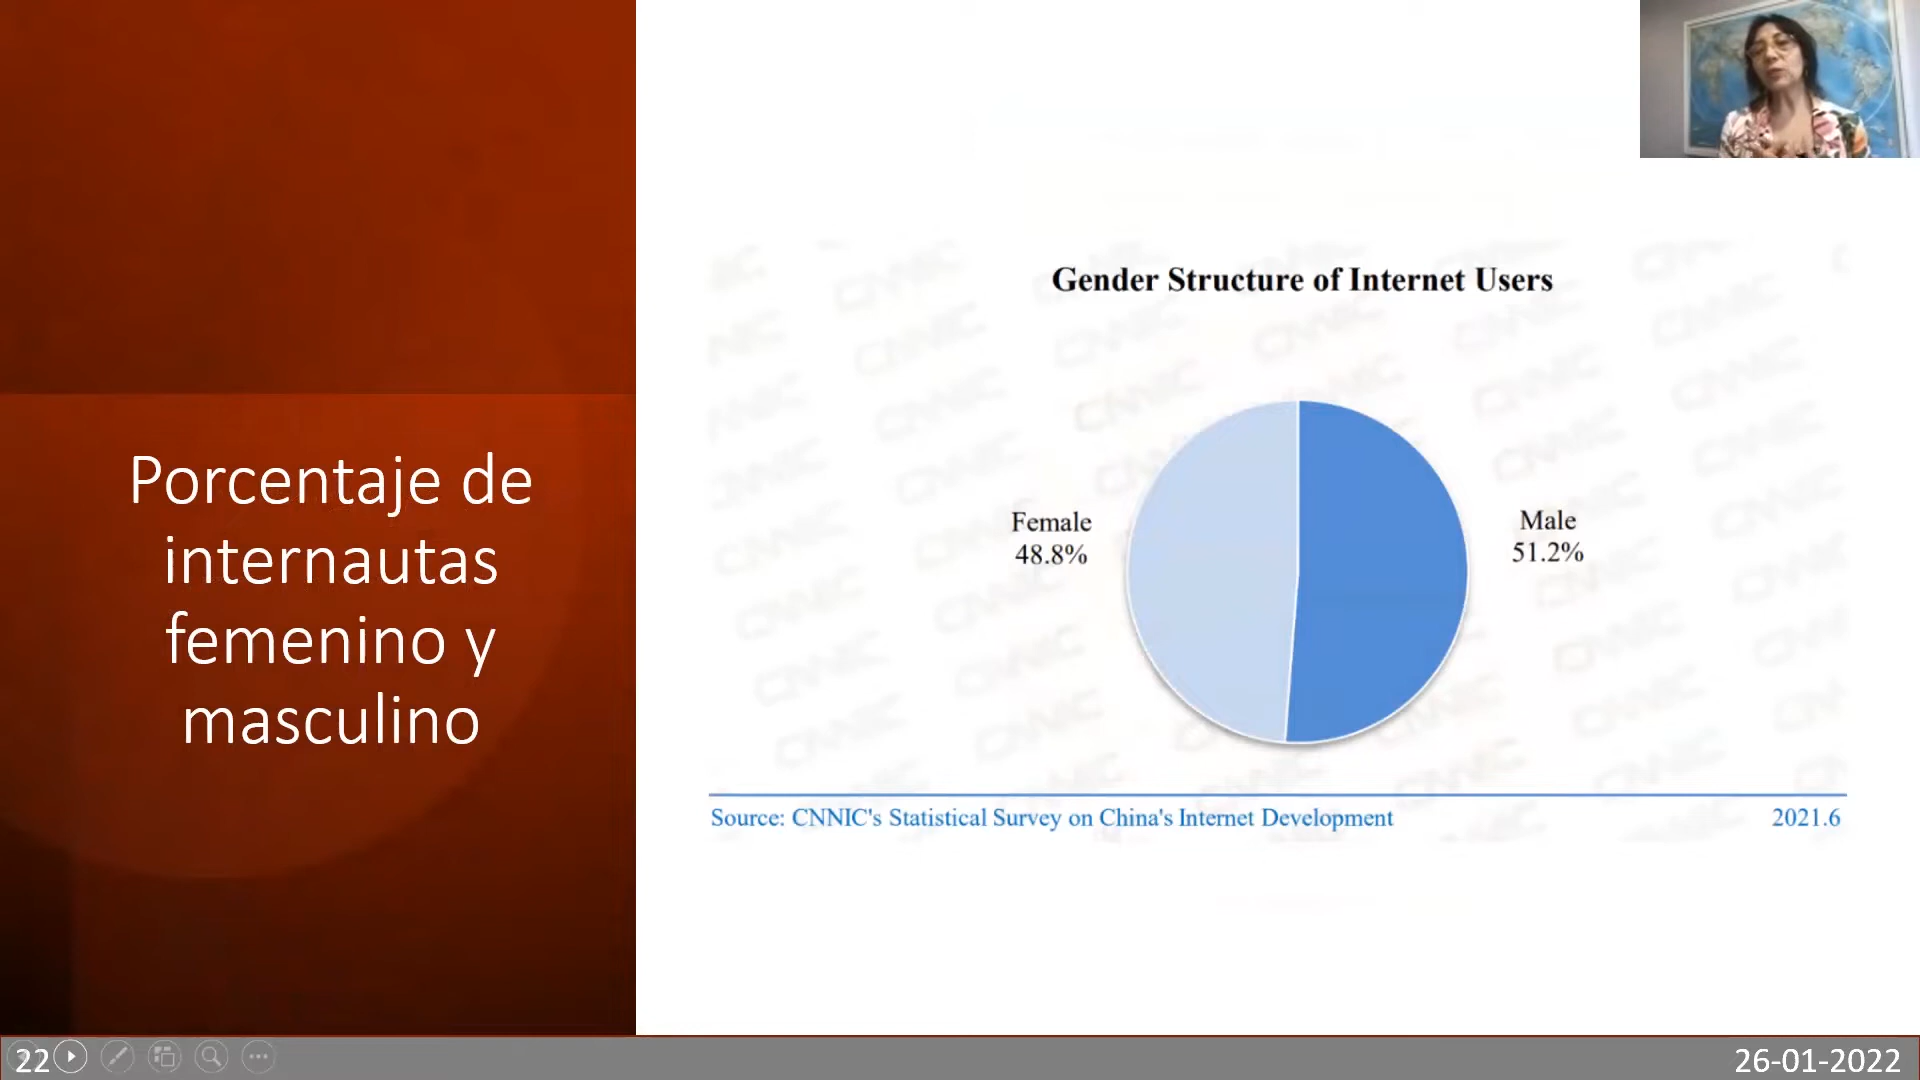 Porcentaje de
internautas
femenino y
masculino
Gender Structure of Internet Users
Female
48.8%
Male
51.2%
Source: CNNIC's Statistical Survey on China's Internet Development
2021.6
22
26-01-2022